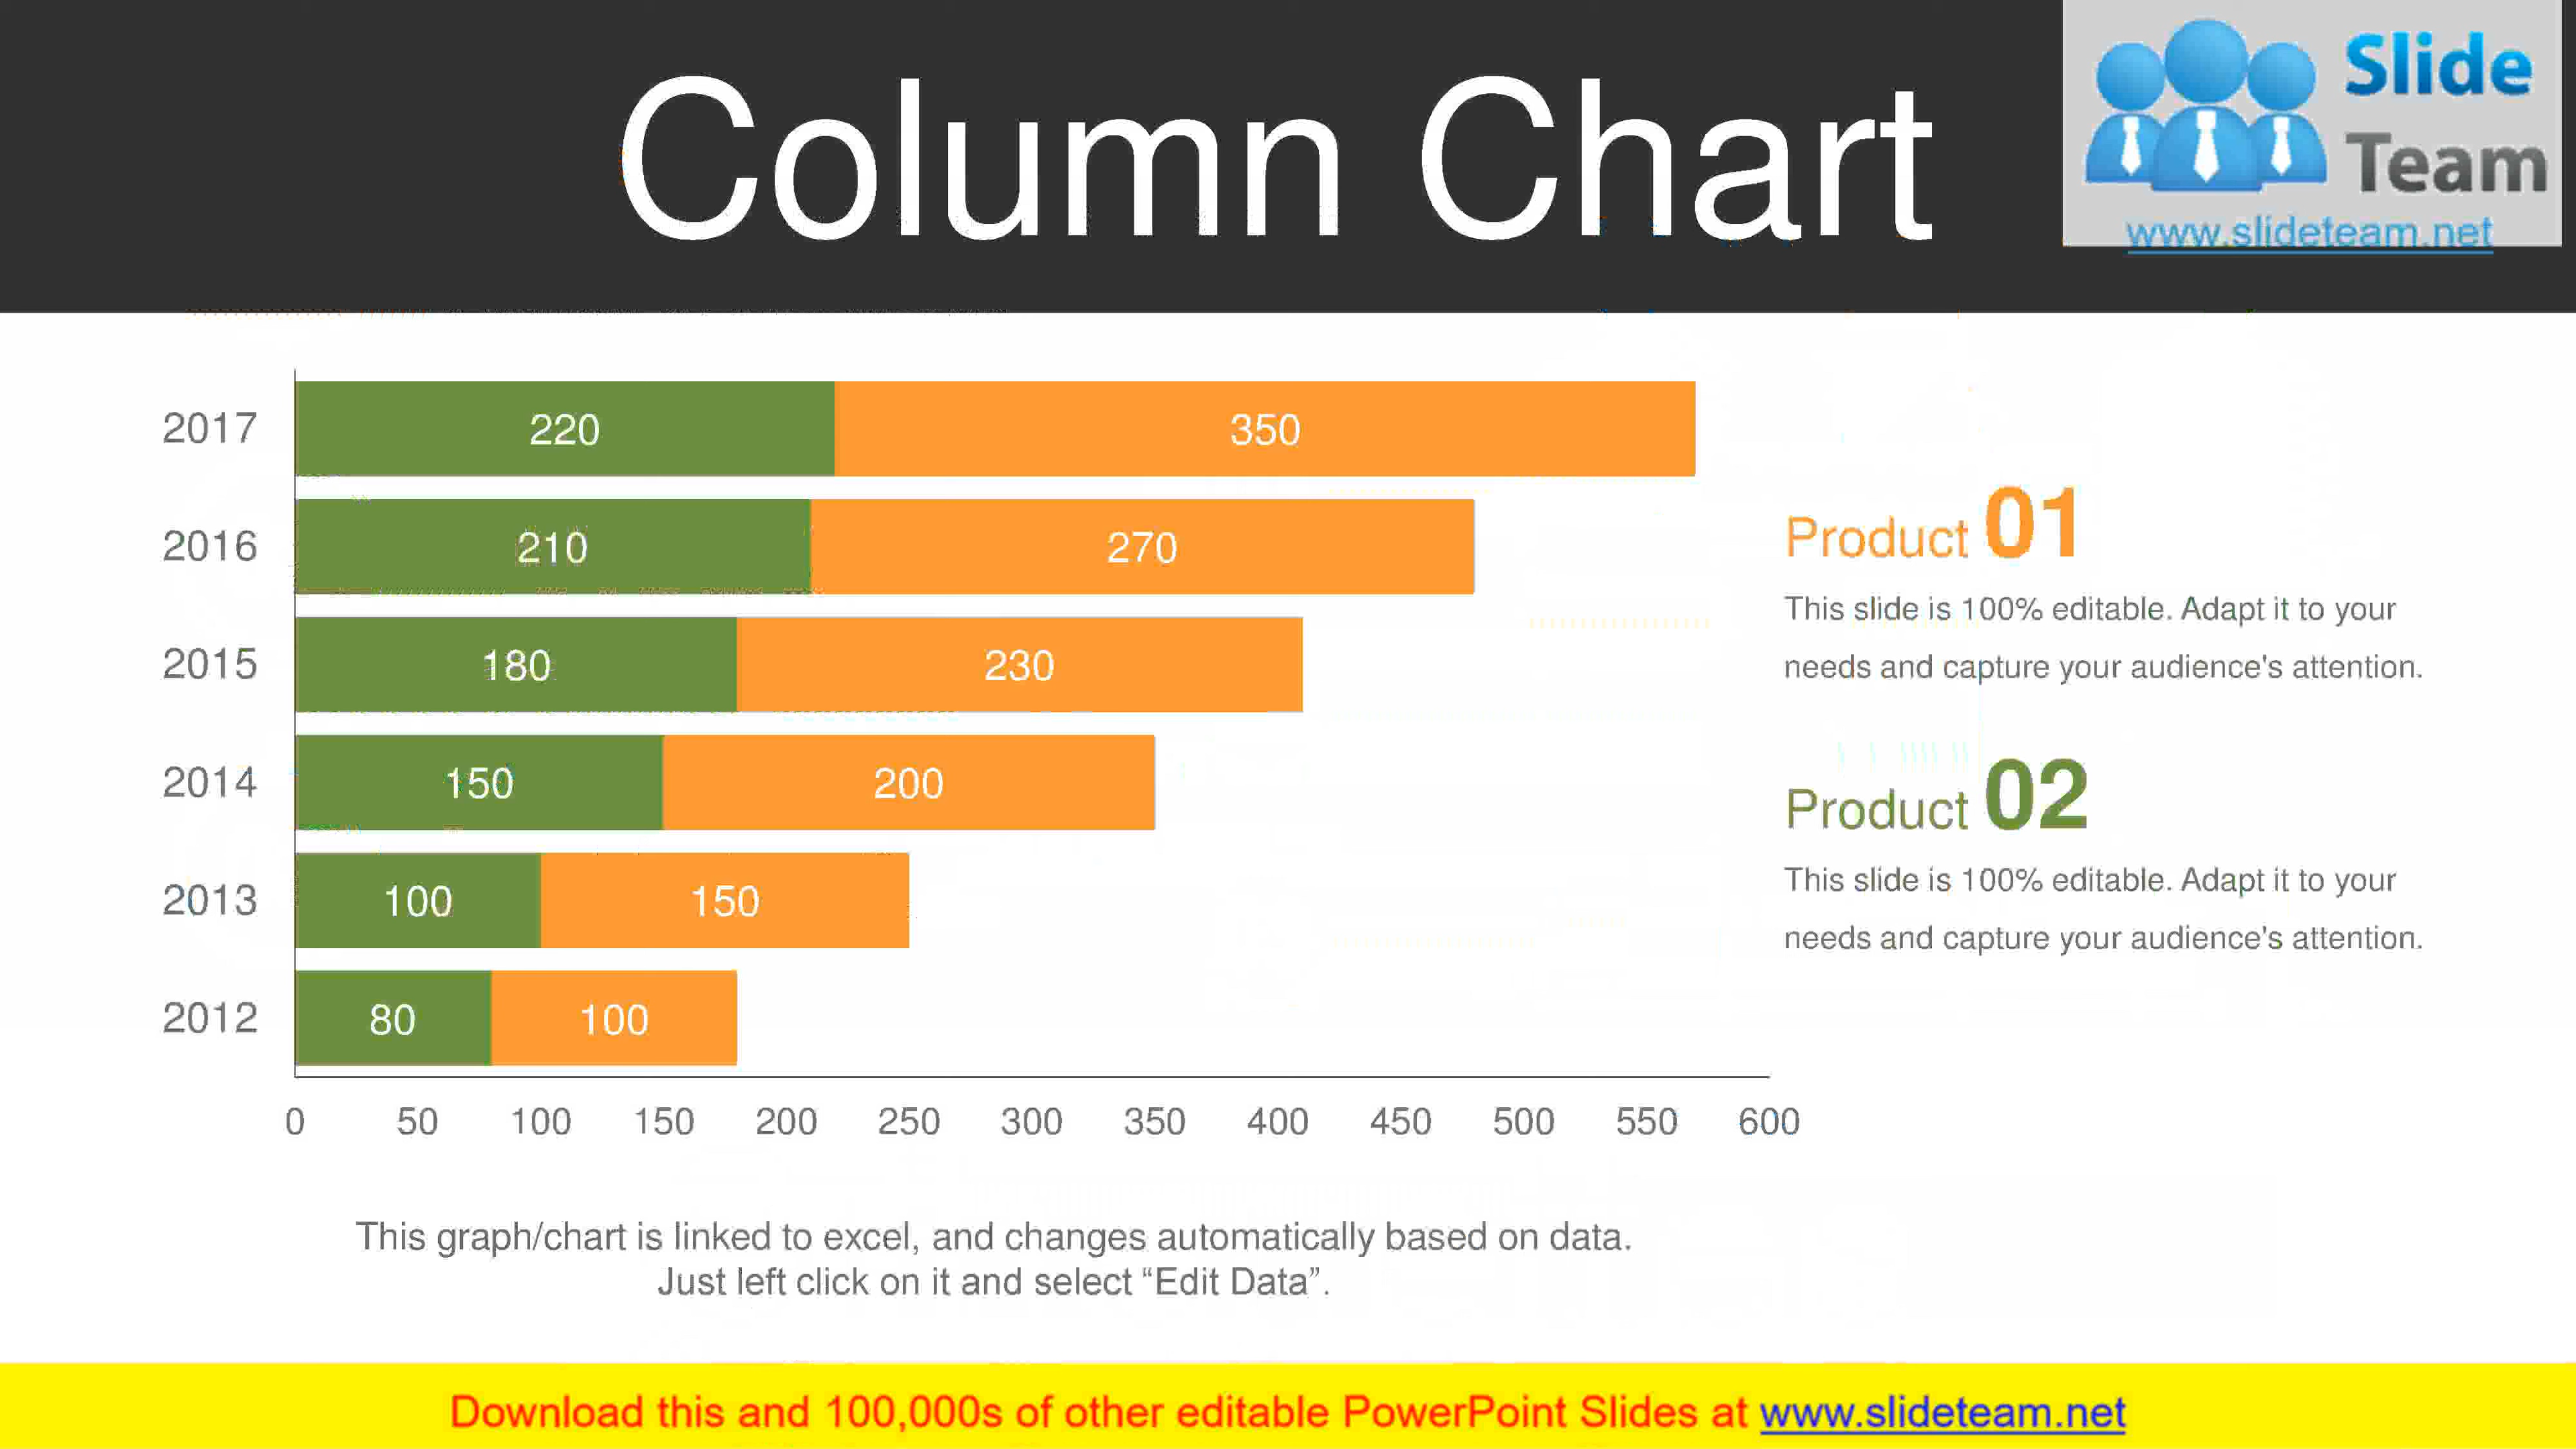 Column Chart
Slide
Team
www.slideteam.net
2017 220 350
2016 210 270
2015 180 230
2014 150 200
2013 100 150
2012 80 100
0 50 100 150 200 250 300 350 400 450 500 550 600
Product 01
This slide is 100% editable. Adapt it to your
needs and capture your audience's attention.
Product 02
This slide is 100% editable. Adapt it to your
needs and capture your audience's attention.
This graph/chart is linked to excel, and changes automatically based on data.
Just left click on it and select “Edit Data”.
Download this and 100,000s of other editable PowerPoint Slides at www.slideteam.net